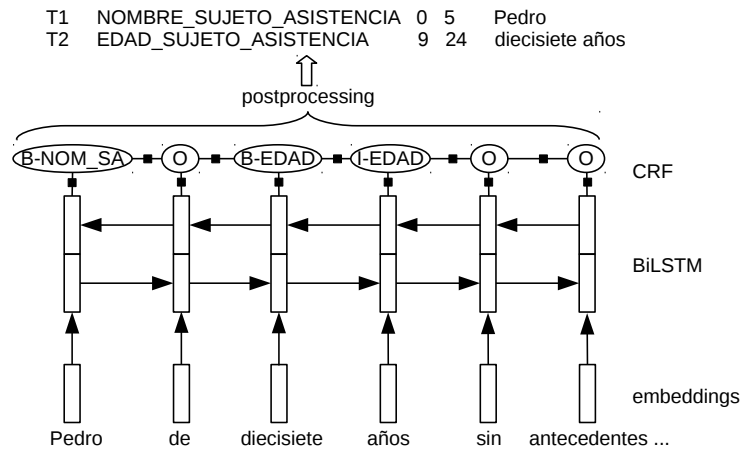 T1 NOMBRE_SUJETO_ASISTENCIA 0 5 Pedro
T2 EDAD_SUJETO_ASISTENCIA 9 24 diecisiete años
postprocessing
B-NOM_SA O B-EDAD I-EDAD O O
CRF
BiLSTM
embeddings
Pedro de diecisiete años sin antecedentes ...